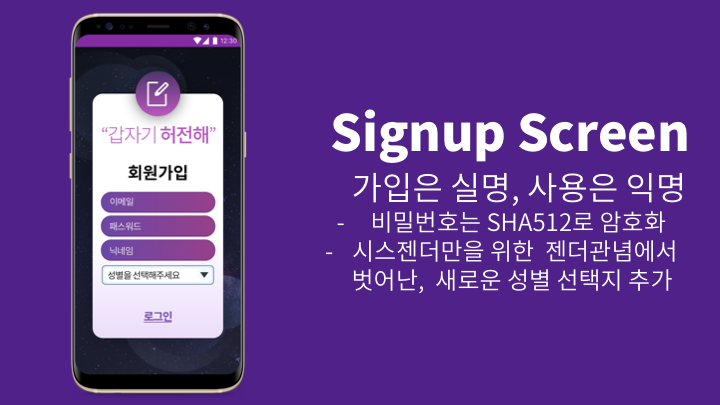 12:30
“갑자기 허전해”
회원가입
이메일
패스워드
닉네임
성별을 선택해주세요
로그인
Signup Screen
가입은 실명, 사용은 익명
- 비밀번호는 SHA512로 암호화
- 시스젠더만을 위한 젠더관념에서
벗어난, 새로운 성별 선택지 추가